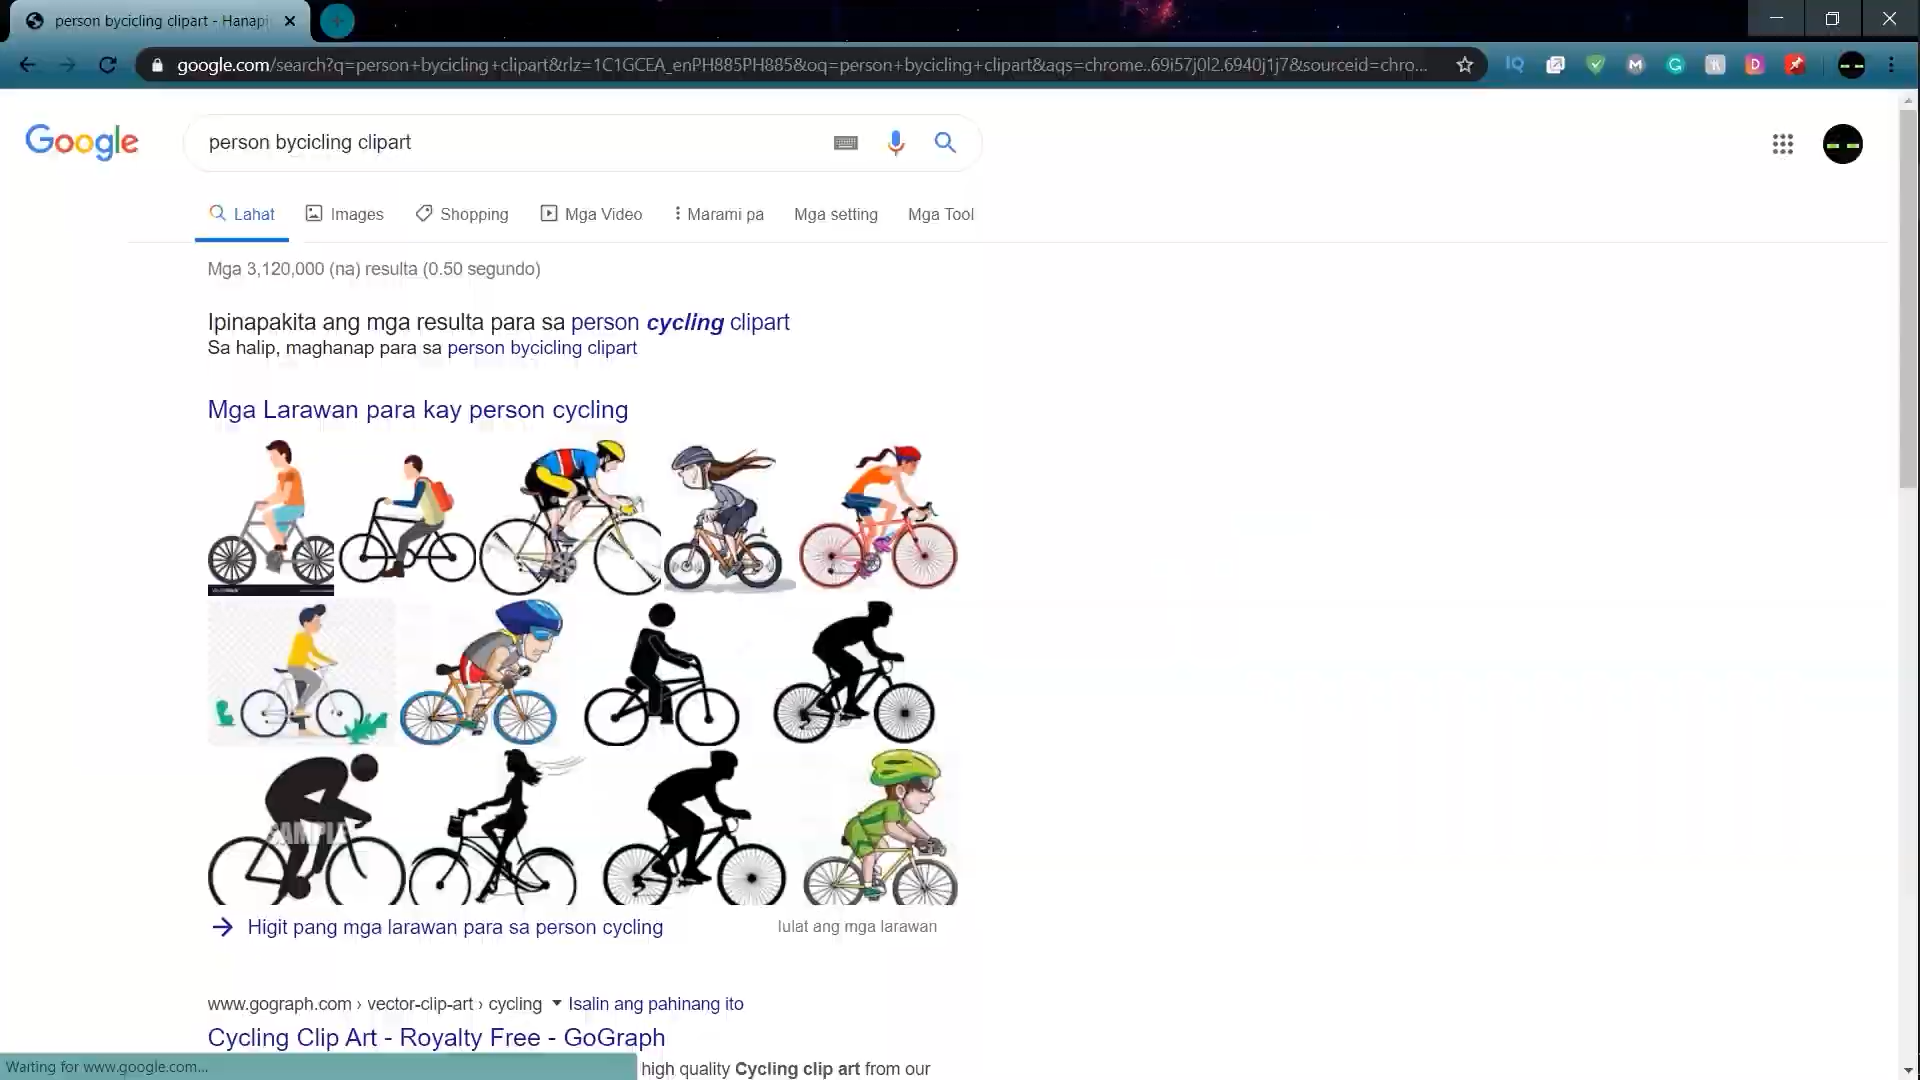 person bycicling clipart - Hanapi
google.com/search?q=person+bycicling+clipart&rlz=1C1GCEA_enPH885PH885&oq=person+bycicling+clipart&aqs=chrome..69i57j0l2.6940j1j7&sourceid=chro...
Google
person bycicling clipart
Lahat Images Shopping Mga Video Marami pa Mga setting Mga Tool
Mga 3,120,000 (na) resulta (0.50 segundo)
Ipinapakita ang mga resulta para sa person cycling clipart
Sa halip, maghanap para sa person bycicling clipart
Mga Larawan para kay person cycling
SAMPLE
Higit pang mga larawan para sa person cycling
Iulat ang mga larawan
www.gograph.com › vector-clip-art › cycling Isalin ang pahinang ito
Cycling Clip Art - Royalty Free - GoGraph
high quality Cycling clip art from our
Waiting for www.google.com...